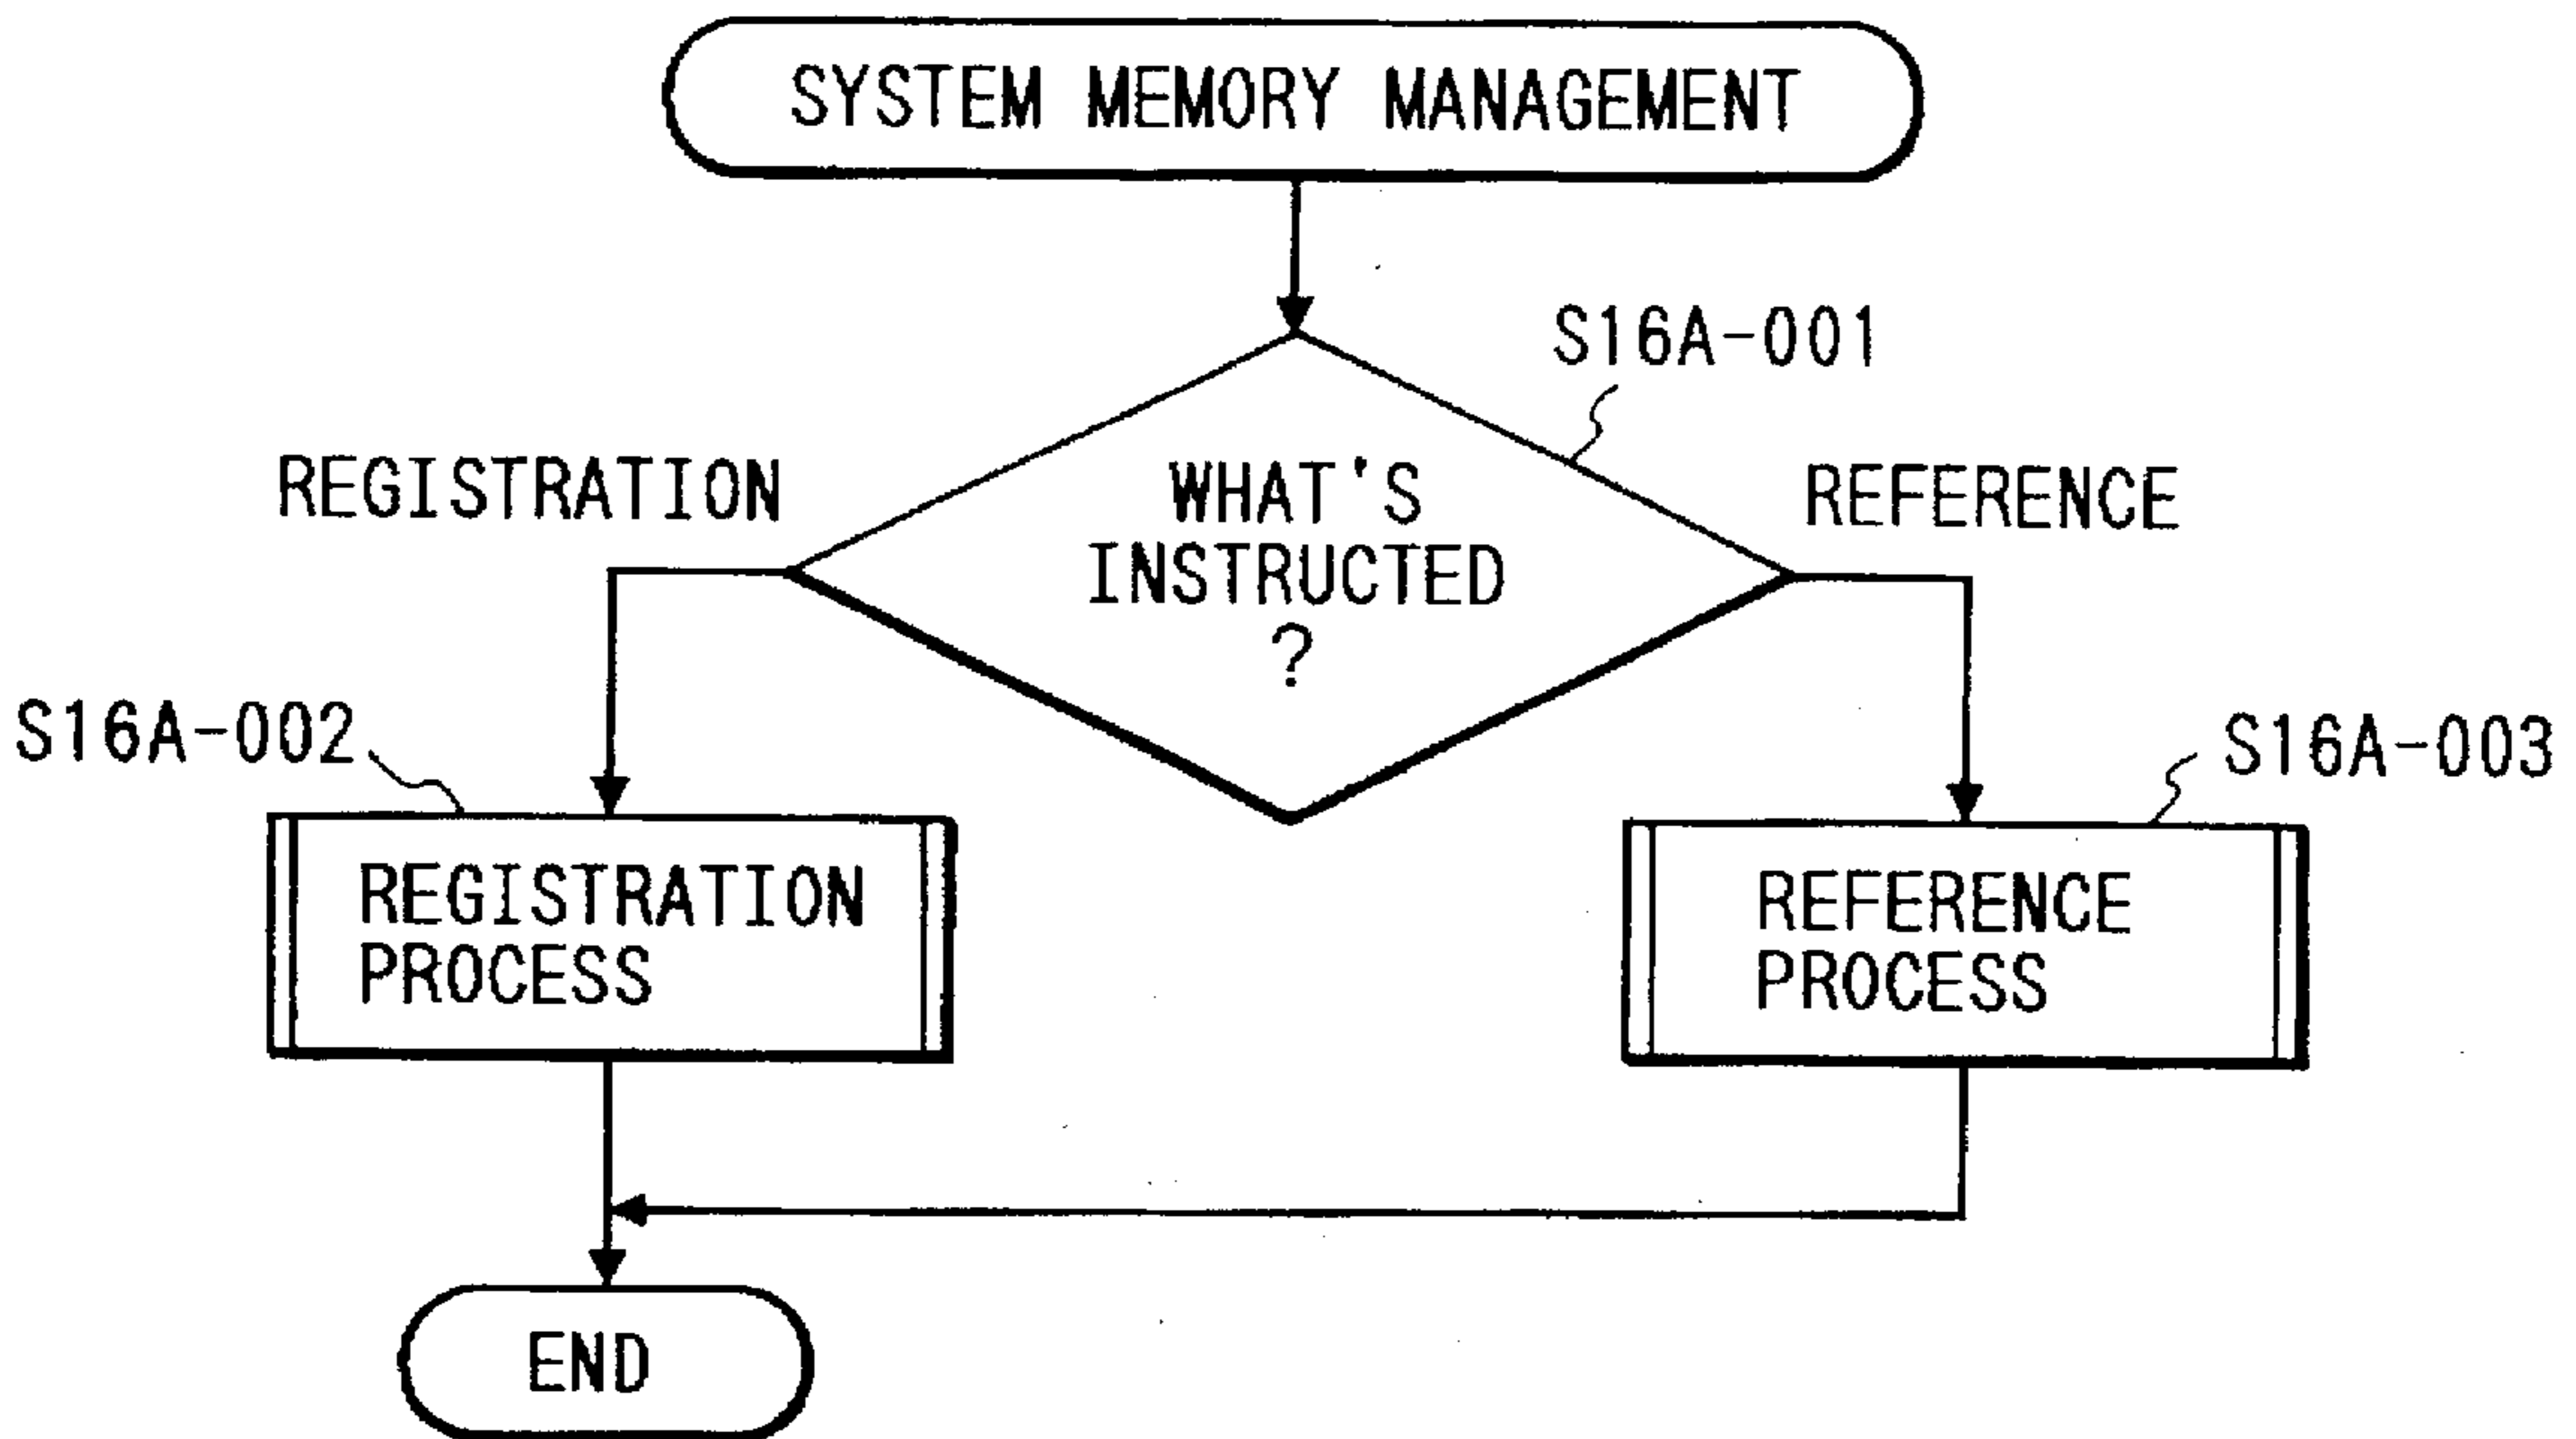 SYSTEM MEMORY MANAGEMENT
S16A-001
REGISTRATION
WHAT'S
INSTRUCTED
?
REFERENCE
S16A-002
S16A-003
REGISTRATION
PROCESS
REFERENCE
PROCESS
END